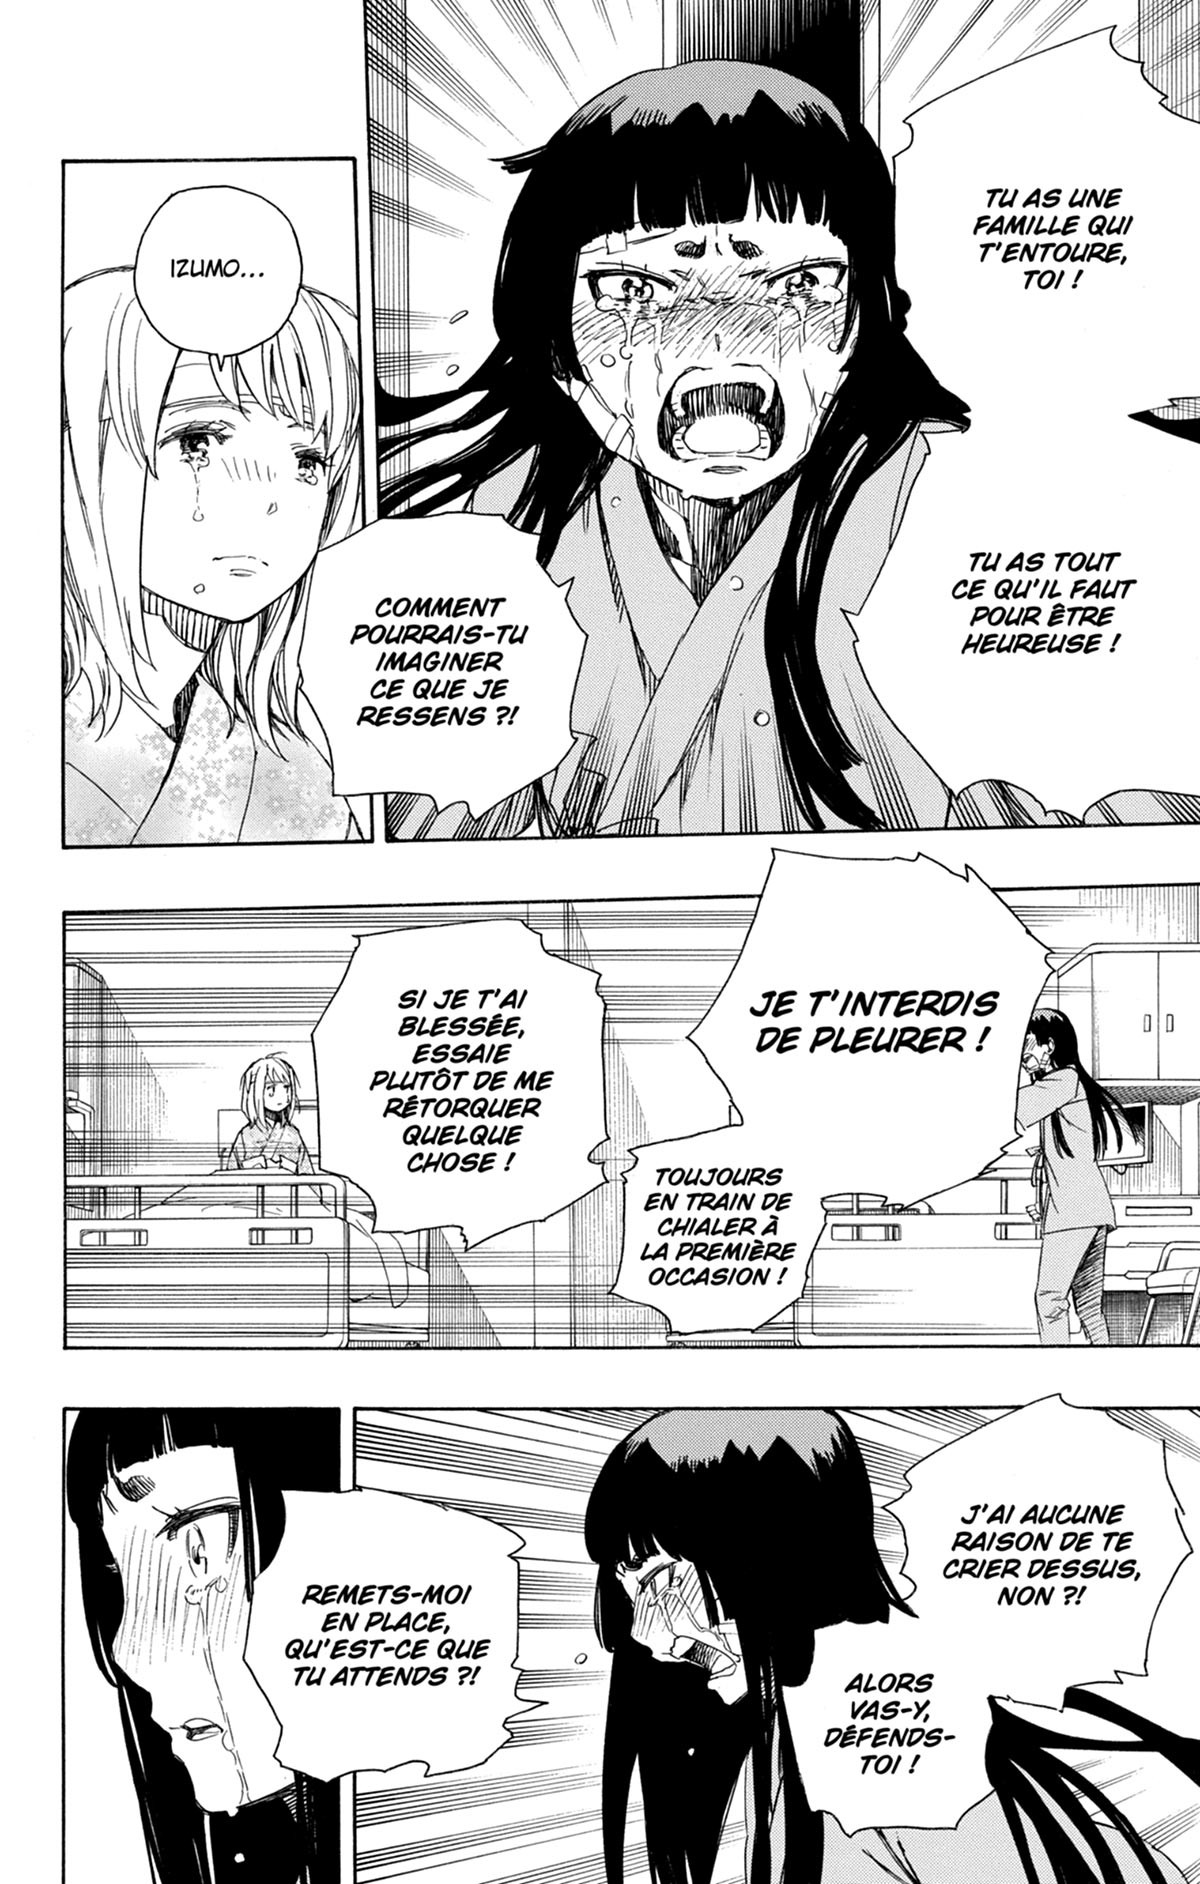 TU AS UNE
FAMILLE QUI
T'ENTOURE,
TOI !
TU AS TOUT
CE QU'IL FAUT
POUR ÊTRE
HEUREUSE !
COMMENT
POURRAIS-TU
IMAGINER
CE QUE JE
RESSENS ?!
IZUMO...
JE T'INTERDIS
DE PLEURER !
TOUJOURS
EN TRAIN DE
CHIALER À
LA PREMIÈRE
OCCASION !
SI JE T'AI
BLESSÉE,
ESSAIE
PLUTÔT DE ME
RÉTORQUER
QUELQUE
CHOSE !
J'AI AUCUNE
RAISON DE TE
CRIER DESSUS,
NON ?!
ALORS
VAS-Y,
DÉFENDS-
TOI !
REMETS-MOI
EN PLACE,
QU'EST-CE QUE
TU ATTENDS ?!